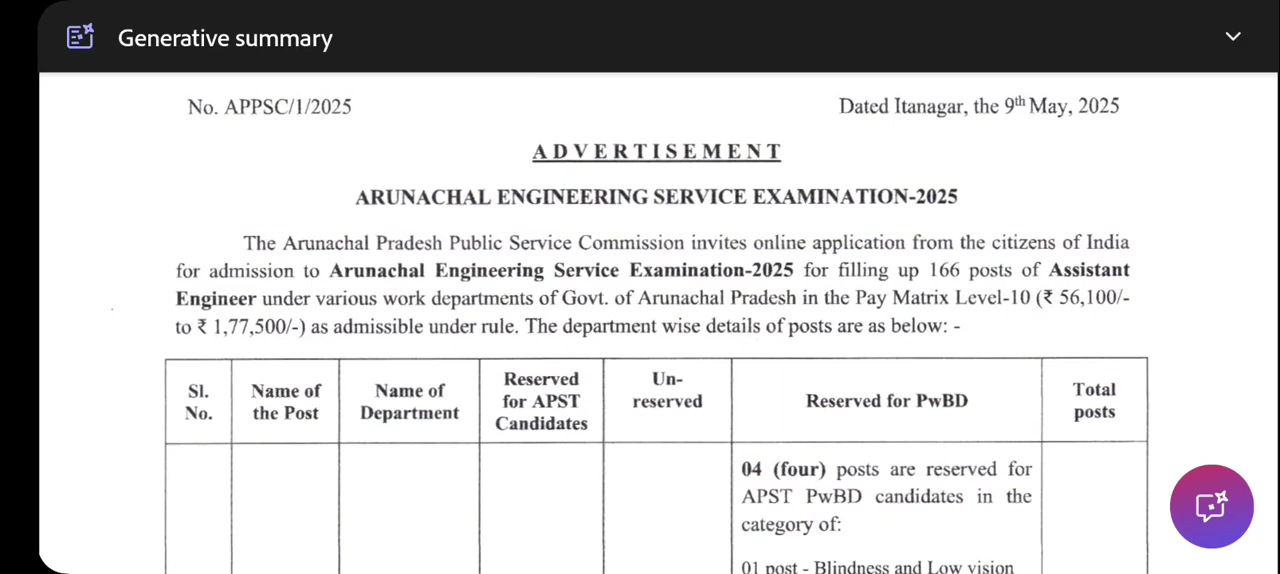 Generative summary
No. APPSC/1/2025
Dated Itanagar, the 9th May, 2025
ADVERTISEMENT
ARUNACHAL ENGINEERING SERVICE EXAMINATION-2025
The Arunachal Pradesh Public Service Commission invites online application from the citizens of India
for admission to Arunachal Engineering Service Examination-2025 for filling up 166 posts of Assistant
Engineer under various work departments of Govt. of Arunachal Pradesh in the Pay Matrix Level-10 (₹ 56,100/-
to ₹ 1,77,500/-) as admissible under rule. The department wise details of posts are as below: -
Sl.
No.
Name of
the Post
Name of
Department
Reserved
for APST
Candidates
Un-
reserved
Reserved for PwBD
Total
posts
04 (four) posts are reserved for
APST PwBD candidates in the
category of:
01 post - Blindness and Low vision